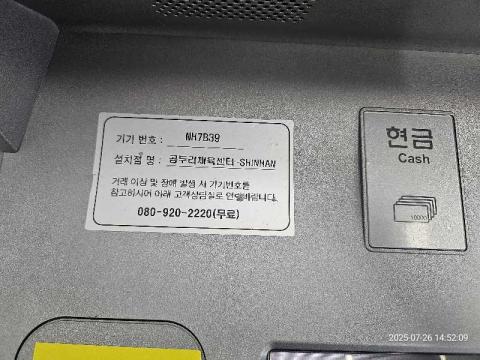 기기 번호 : NH7B39
설치점 명 : 곰두리체육센터-SHINHAN
거래 이상 및 장애 발생 시 기기번호를
참고하시어 아래 고객상담실로 연락바랍니다.
080-920-2220(무료)
현금
Cash
10000
2025-07-26 14:52:09